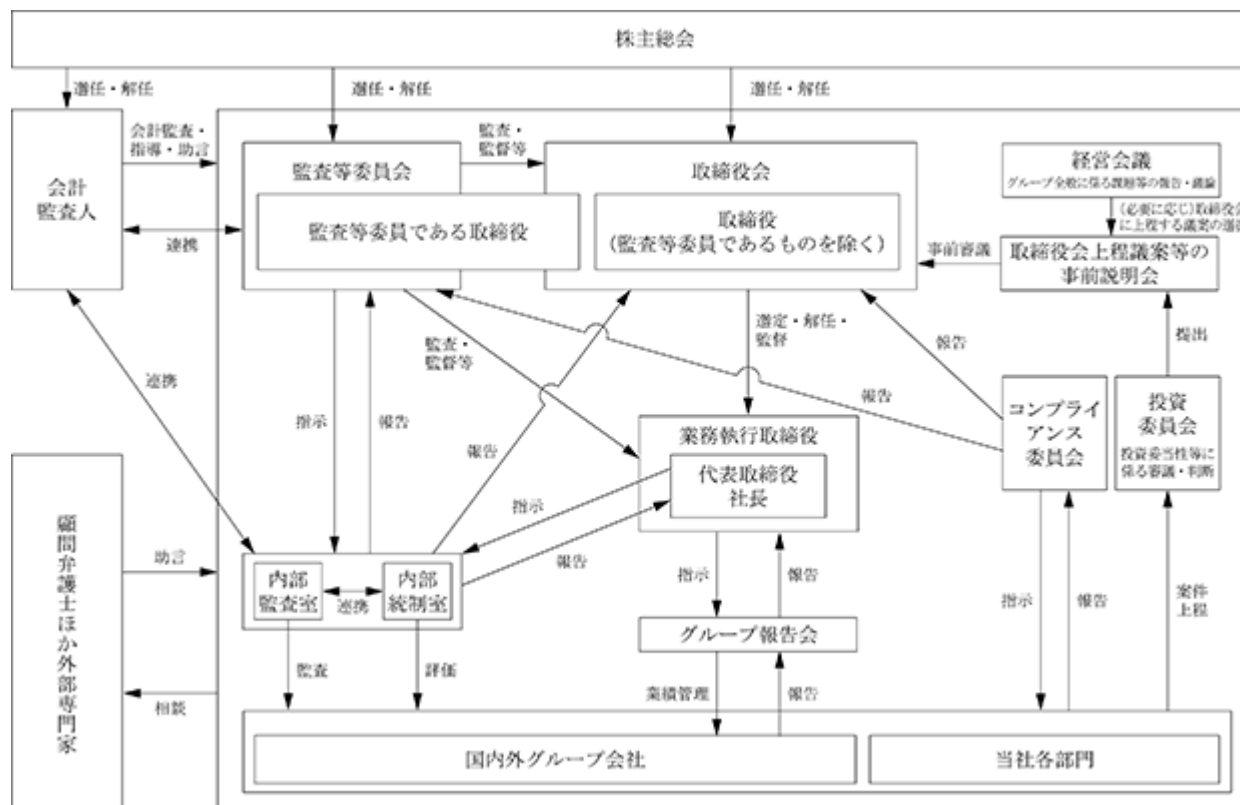 株主総会
選任・解任
選任・解任
選任・解任
会計
監査人
会計監査・
指導・助言
連携
監査等委員会
監査等委員である取締役
監査・
監督等
取締役会
取締役
(監査等委員であるものを除く)
経営会議
グループ全般に係る課題等の報告・議論
(必要に応じ)取締役会
に上程する議案の選定
取締役会上程議案等の
事前説明会
事前審議
連携
指示
報告
監査・
監督等
報告
選定・解任・
監督
報告
報告
提出
コンプライ
アンス
委員会
投資
委員会
投資妥当性等に
係る審議・判断
業務執行取締役
代表取締役
社長
指示
報告
顧問弁護士ほか外部専門家
助言
相談
内部
監査室
連携
内部
統制室
監査
評価
指示
報告
グループ報告会
業績管理
報告
指示
報告
案件
上程
国内外グループ会社
当社各部門